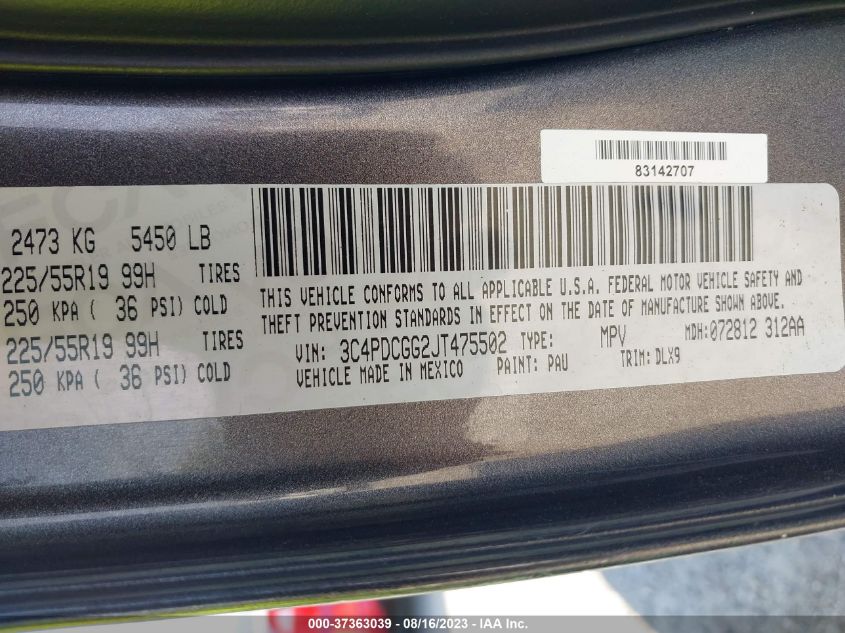 83142707
2473 KG 5450 LB
225/55R19 99H TIRES
250 KPA ( 36 PSI) COLD
225/55R19 99H TIRES
250 KPA ( 36 PSI) COLD
THIS VEHICLE CONFORMS TO ALL APPLICABLE U.S.A. FEDERAL MOTOR VEHICLE SAFETY AND
THEFT PREVENTION STANDARDS IN EFFECT ON THE DATE OF MANUFACTURE SHOWN ABOVE.
VIN: 3C4PDCGG2JT475502 TYPE: MPV MDH:072812 312AA
VEHICLE MADE IN MEXICO PAINT: PAU TRIM: DLX9
000-37363039 - 08/16/2023 - IAA Inc.